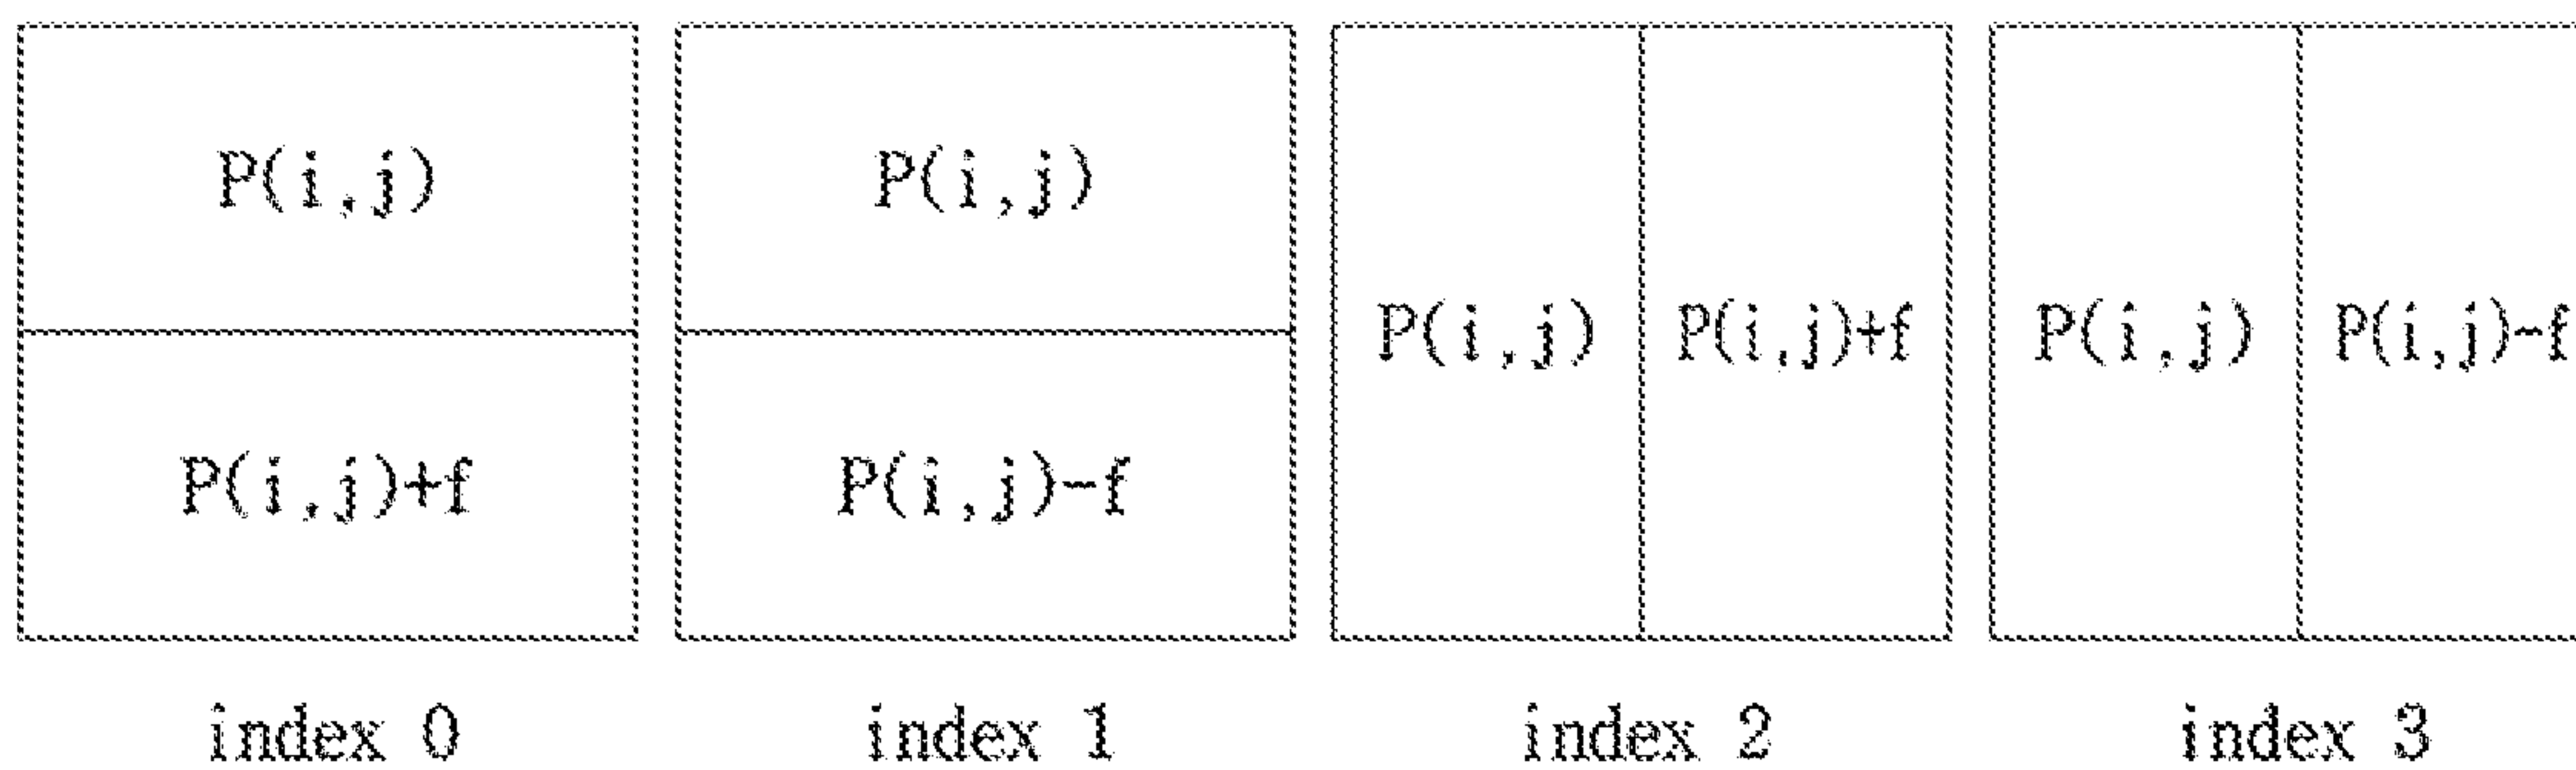 P(i,j) P(i,j)
P(i,j) P(i,j)+f P(i,j) P(i,j)-f
P(i,j)+f P(i,j)-f
index 0 index 1 index 2 index 3